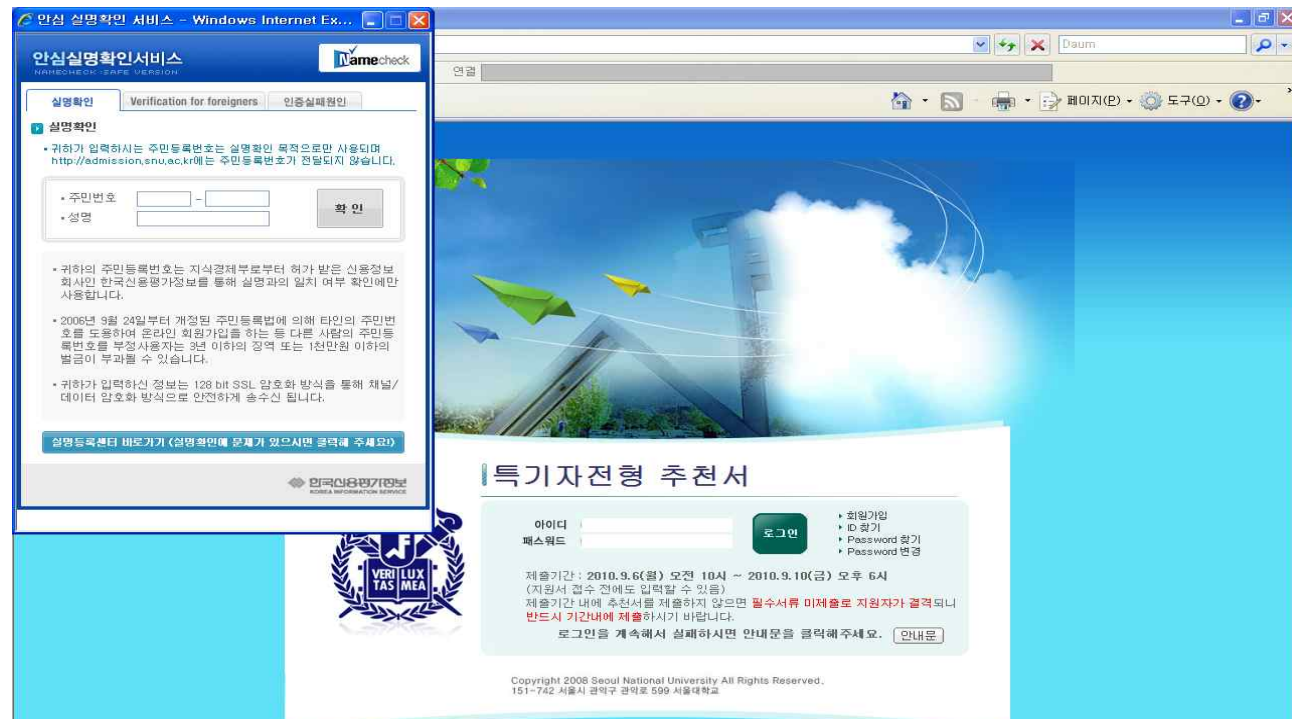 안심 실명확인 서비스 - Windows Internet Ex...
안심실명확인서비스
NAMECHECK SAFE VERSION
Namecheck
실명확인
Verification for foreigners
인증실패원인
실명확인
• 귀하가 입력하시는 주민등록번호는 실명확인 목적으로만 사용되며
http://admission,snu,ac,kr에는 주민등록번호가 전달되지 않습니다.
• 주민번호 -
• 성명
확 인
• 귀하의 주민등록번호는 지식경제부로부터 허가 받은 신용정보
회사인 한국신용평가정보를 통해 실명과의 일치 여부 확인에만
사용합니다.
• 2006년 9월 24일부터 개정된 주민등록법에 의해 타인의 주민번
호를 도용하여 온라인 회원가입을 하는 등 다른 사람의 주민등
록번호를 부정사용자는 3년 이하의 징역 또는 1천만원 이하의
벌금이 부과될 수 있습니다.
• 귀하가 입력하신 정보는 128 bit SSL 암호화 방식을 통해 채널/
데이터 암호화 방식으로 안전하게 송수신 됩니다.
실명등록센터 바로가기 (실명확인에 문제가 있으시면 클릭해 주세요!)
한국신용평가정보
KOREA INFORMATION SERVICE
Daum
연결
페이지(P)
도구(O)
특기자전형 추천서
아이디
패스워드
로그인
회원가입
ID 찾기
Password 찾기
Password 변경
제출기간 : 2010.9.6(월) 오전 10시 ~ 2010.9.10(금) 오후 6시
(지원서 접수 전에도 입력할 수 있음)
제출기간 내에 추천서를 제출하지 않으면 필수서류 미제출로 지원자가 결격되니
반드시 기간내에 제출하시기 바랍니다.
로그인을 계속해서 실패하시면 안내문을 클릭해주세요.
안내문
VERI LUX
TAS MEA
Copyright 2008 Seoul National University All Rights Reserved.
151-742 서울시 관악구 관악로 599 서울대학교